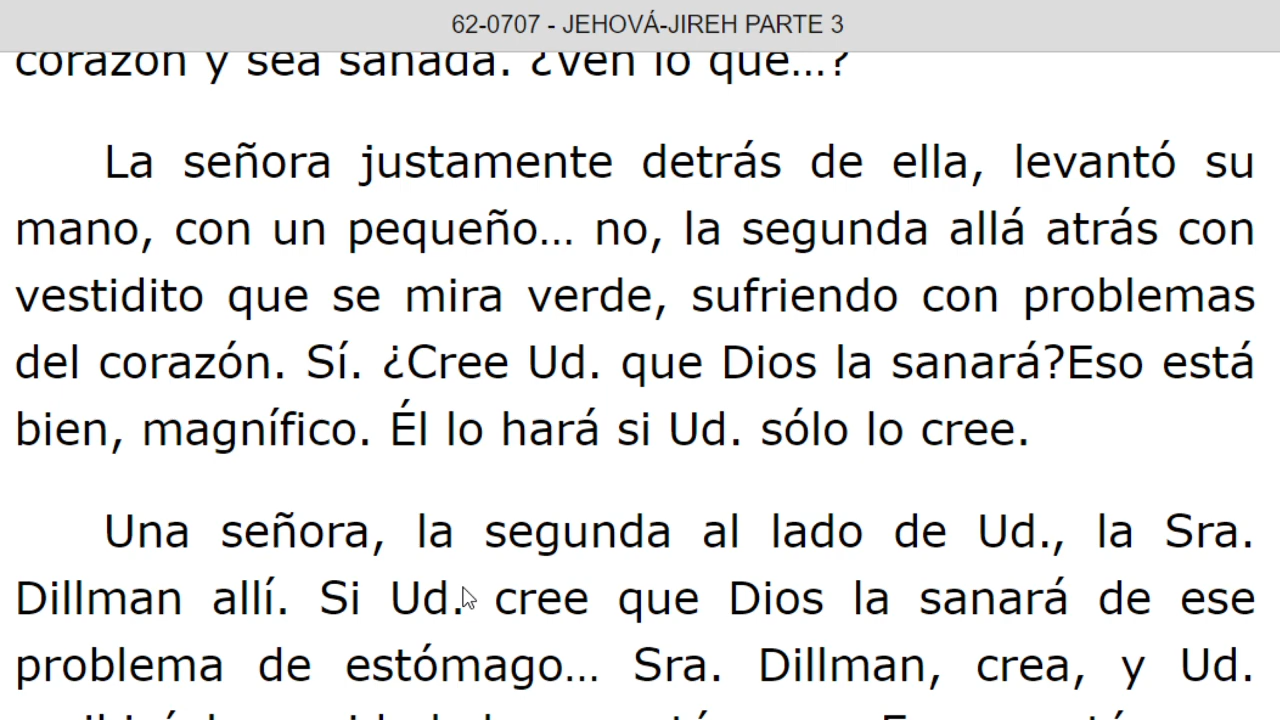 62-0707 - JEHOVÁ-JIREH PARTE 3
corazón y sea sanada. ¿Ven lo que...?
La señora justamente detrás de ella, levantó su
mano, con un pequeño... no, la segunda allá atrás con
vestidito que se mira verde, sufriendo con problemas
del corazón. Sí. ¿Cree Ud. que Dios la sanará?Eso está
bien, magnífico. Él lo hará si Ud. sólo lo cree.
Una señora, la segunda al lado de Ud., la Sra.
Dillman allí. Si Ud. cree que Dios la sanará de ese
problema de estómago... Sra. Dillman, crea, y Ud.